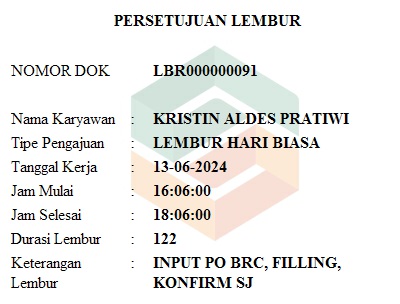 PERSETUJUAN LEMBUR
NOMOR DOK LBR000000091
Nama Karyawan : KRISTIN ALDES PRATIWI
Tipe Pengajuan : LEMBUR HARI BIASA
Tanggal Kerja : 13-06-2024
Jam Mulai : 16:06:00
Jam Selesai : 18:06:00
Durasi Lembur : 122
Keterangan : INPUT PO BRC, FILLING,
Lembur KONFIRM SJ